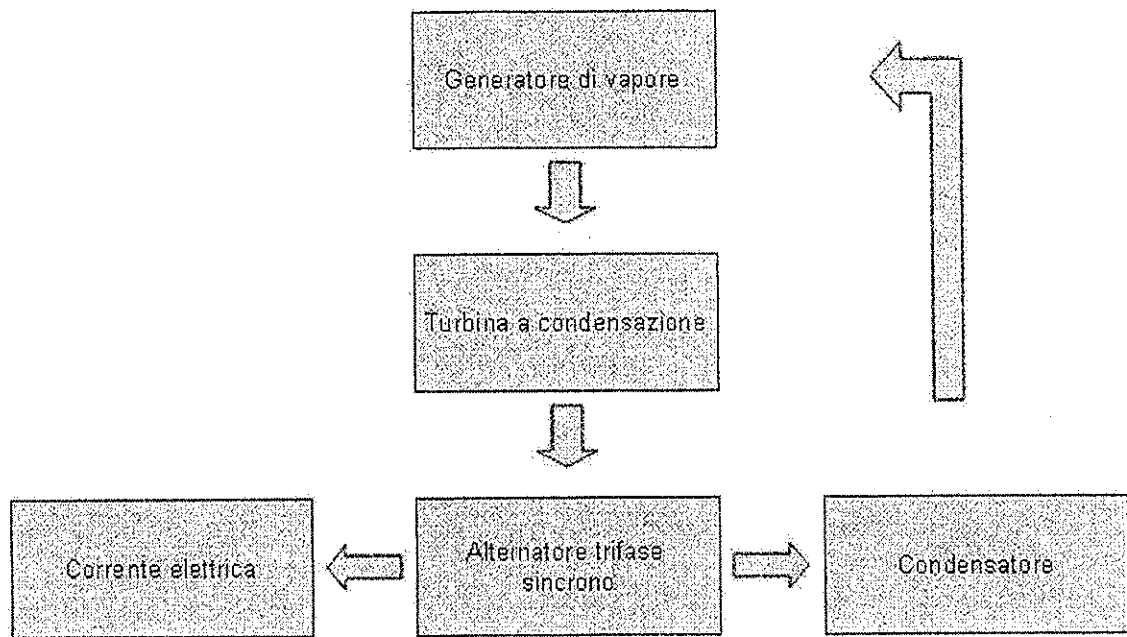 Generatore di vapore
Turbina a condensazione
Corrente elettrica
Alternatore trifase
sincrono
Condensatore